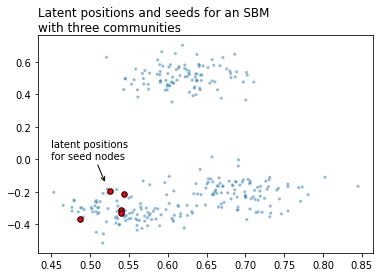 Latent positions and seeds for an SBM
with three communities
0.6
0.4
0.2
0.0
−0.2
−0.4
latent positions
for seed nodes
0.45 0.50 0.55 0.60 0.65 0.70 0.75 0.80 0.85